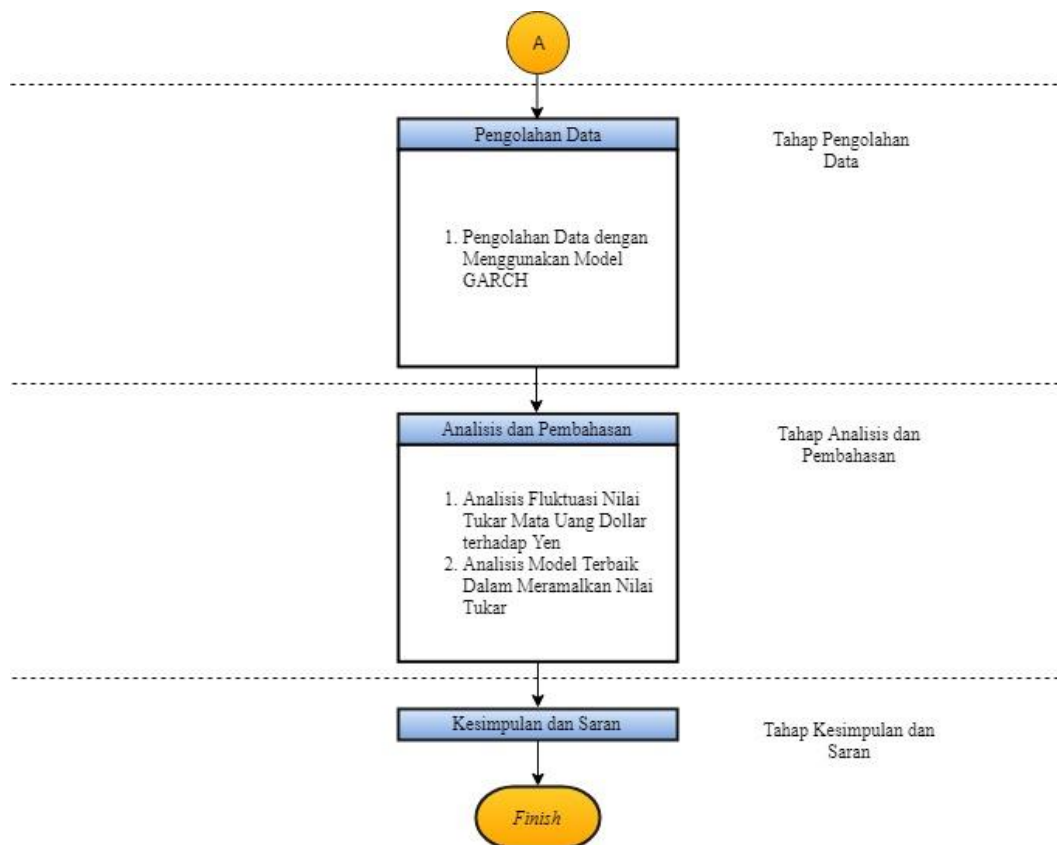 A
Pengolahan Data
Tahap Pengolahan
Data
1. Pengolahan Data dengan
Menggunakan Model
GARCH
Analisis dan Pembahasan
Tahap Analisis dan
Pembahasan
1. Analisis Fluktuasi Nilai
Tukar Mata Uang Dollar
terhadap Yen
2. Analisis Model Terbaik
Dalam Meramalkan Nilai
Tukar
Kesimpulan dan Saran
Tahap Kesimpulan dan
Saran
Finish